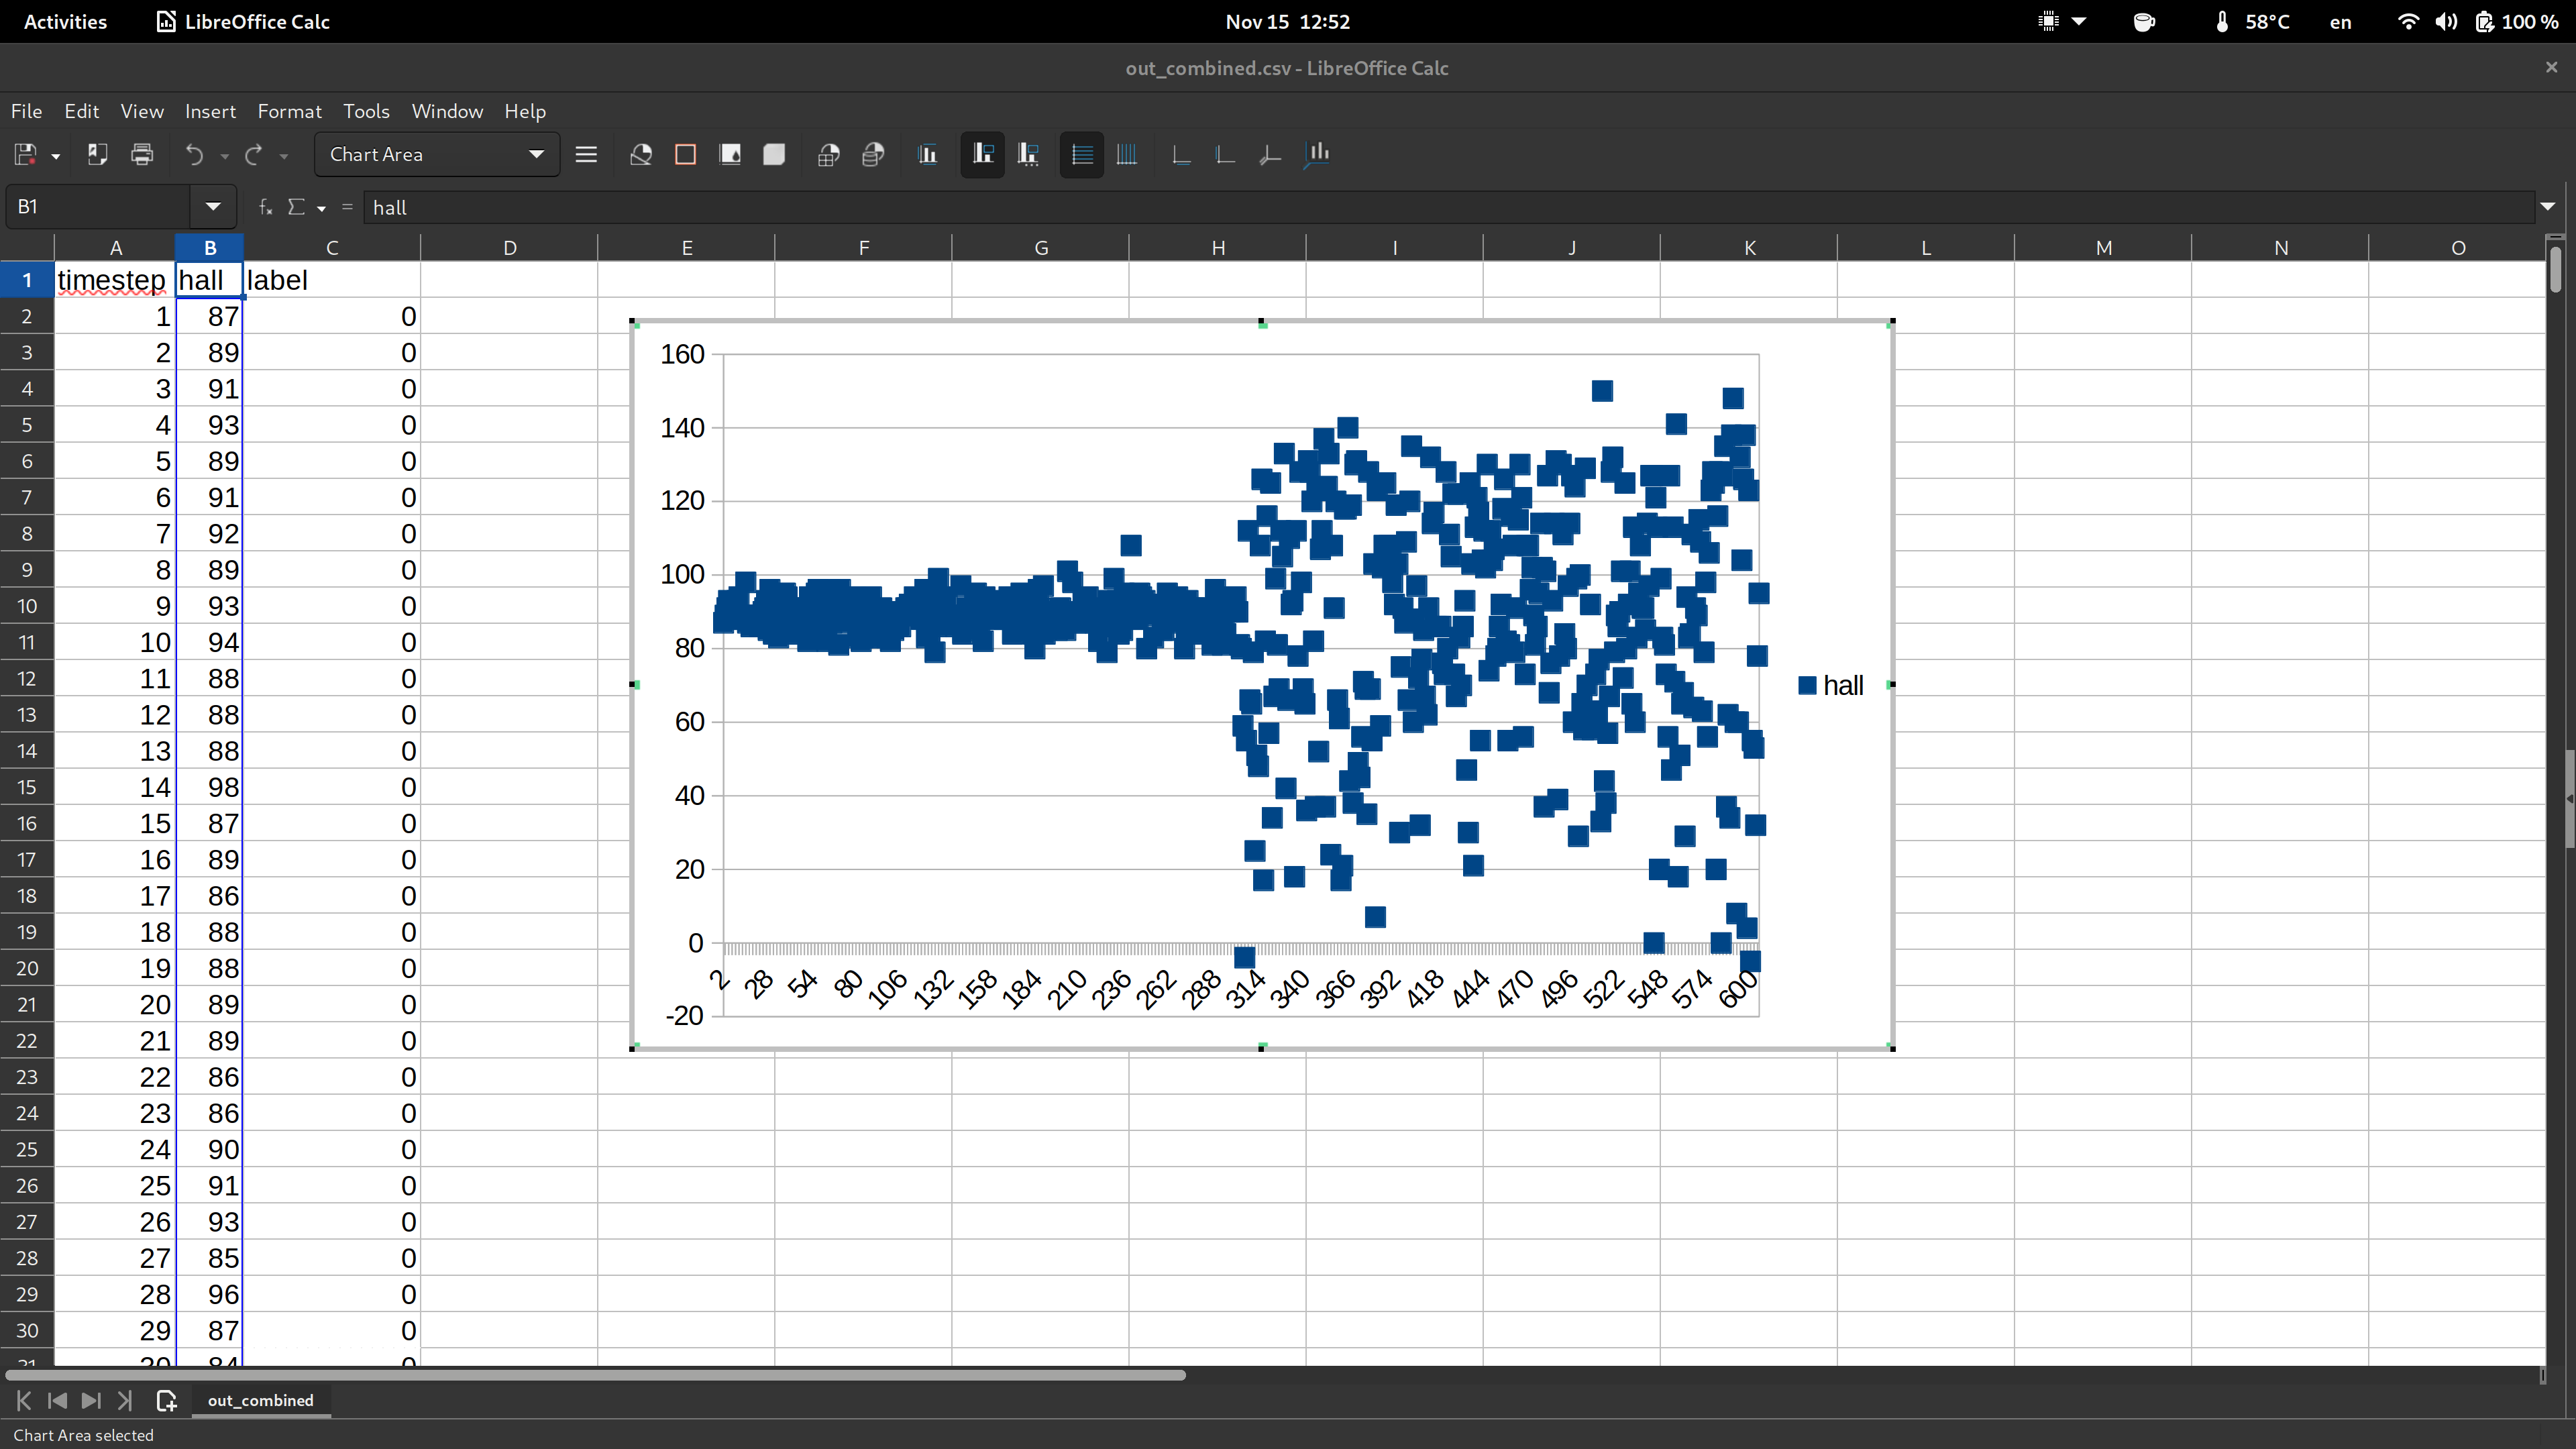 Activities LibreOffice Calc Nov 15 12:52 58°C en 100 %
out_combined.csv - LibreOffice Calc
File Edit View Insert Format Tools Window Help
Chart Area
B1 hall
A B C D E F G H I J K L M N O
1 timestep hall label
2 1 87 0
3 2 89 0
4 3 91 0
5 4 93 0
6 5 89 0
7 6 91 0
8 7 92 0
9 8 89 0
10 9 93 0
11 10 94 0
12 11 88 0
13 12 88 0
14 13 88 0
15 14 98 0
16 15 87 0
17 16 89 0
18 17 86 0
19 18 88 0
20 19 88 0
21 20 89 0
22 21 89 0
23 22 86 0
24 23 86 0
25 24 90 0
26 25 91 0
27 26 93 0
28 27 85 0
29 28 96 0
30 29 87 0
31 30 84 0
160
140
120
100
80
60
40
20
0
-20
2 28 54 80 106 132 158 184 210 236 262 288 314 340 366 392 418 444 470 496 522 548 574 600
hall
out_combined
Chart Area selected